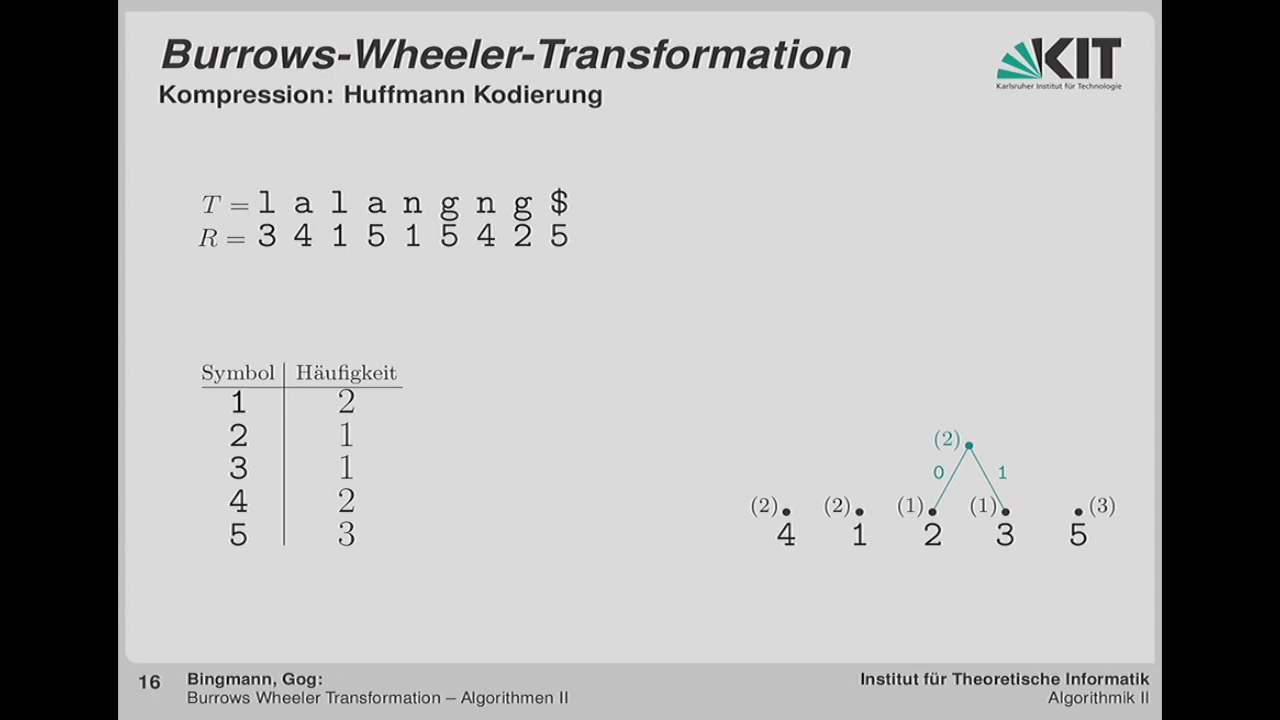 Burrows-Wheeler-Transformation
Kompression: Huffmann Kodierung
KIT
Karlsruher Institut für Technologie
T = l a l a n g n g $
R = 3 4 1 5 1 5 4 2 5
Symbol Häufigkeit
1 2
2 1
3 1
4 2
5 3
(2)
0 1
(2) (2) (1) (1) (3)
4 1 2 3 5
16
Bingmann, Gog:
Burrows Wheeler Transformation – Algorithmen II
Institut für Theoretische Informatik
Algorithmik II